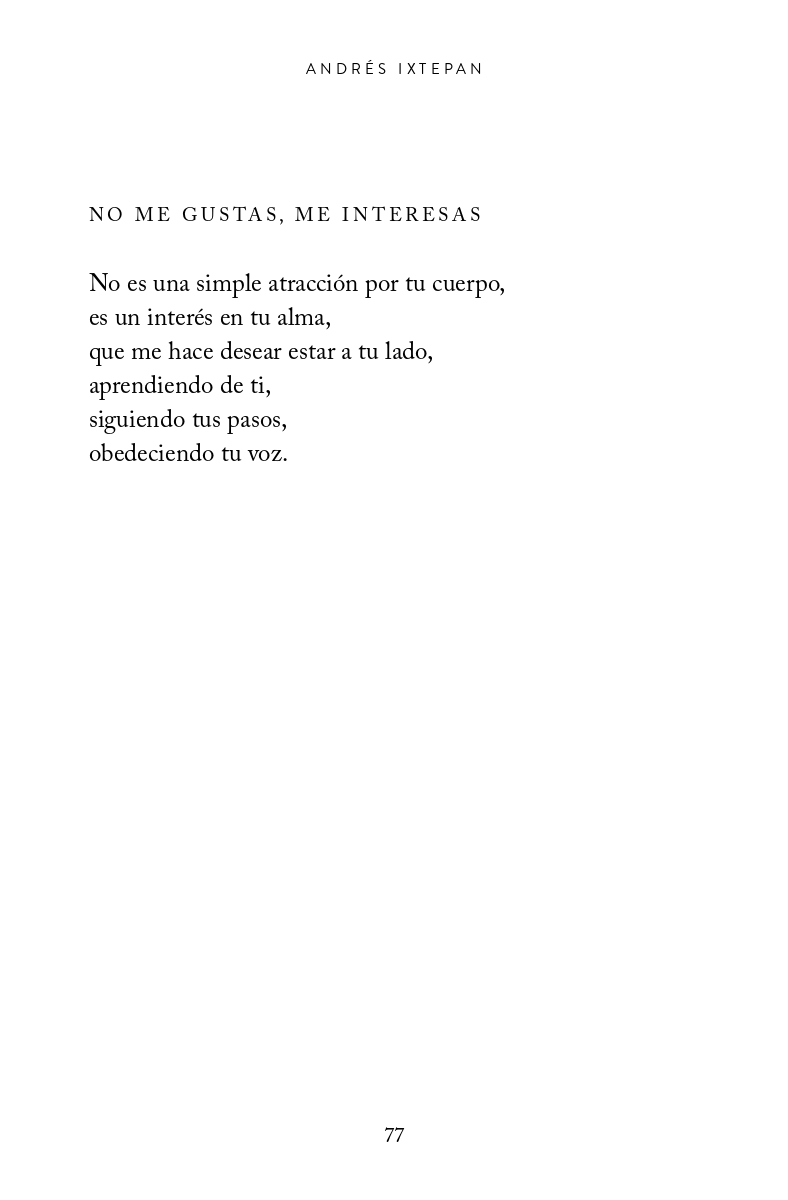 ANDRÉS IXTEPAN
NO ME GUSTAS, ME INTERESAS
No es una simple atracción por tu cuerpo,
es un interés en tu alma,
que me hace desear estar a tu lado,
aprendiendo de ti,
siguiendo tus pasos,
obedeciendo tu voz.
77